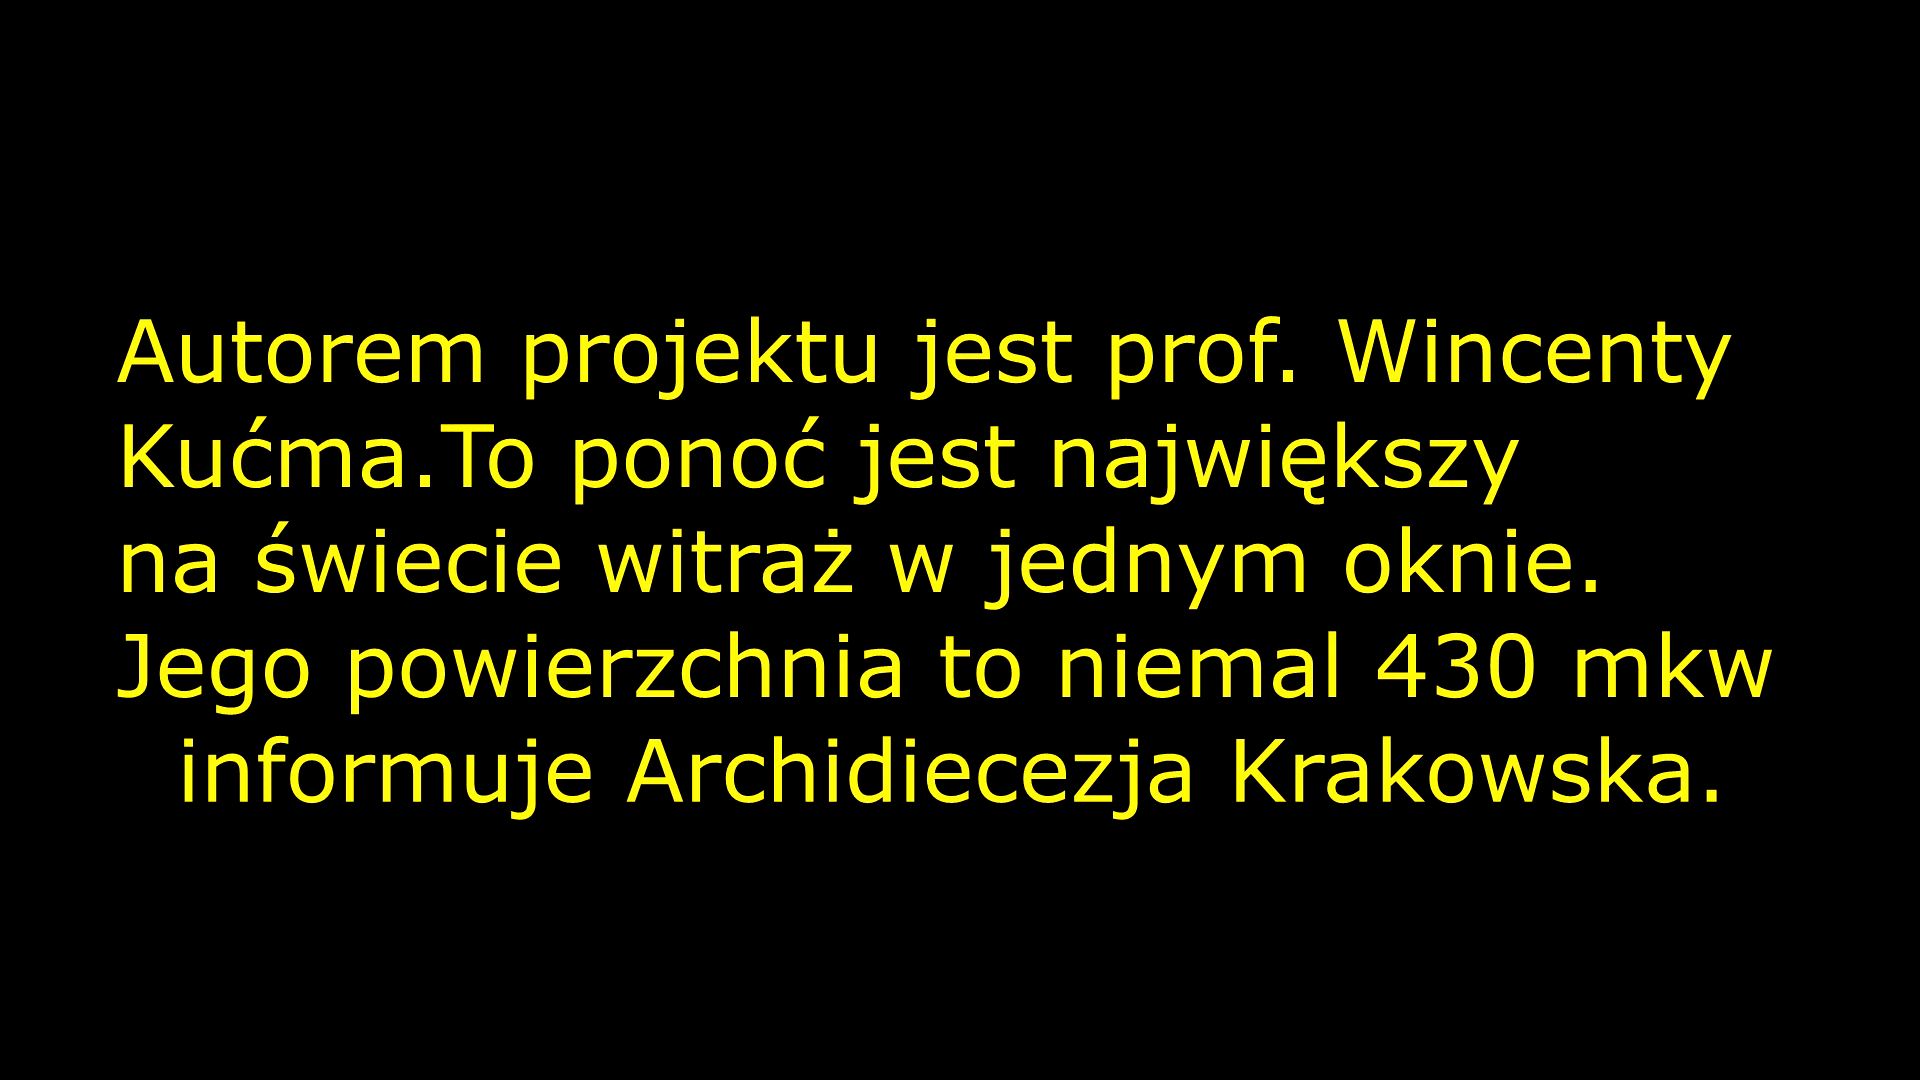 Autorem projektu jest prof. Wincenty
Kućma.To ponoć jest największy
na świecie witraż w jednym oknie.
Jego powierzchnia to niemal 430 mkw
informuje Archidiecezja Krakowska.